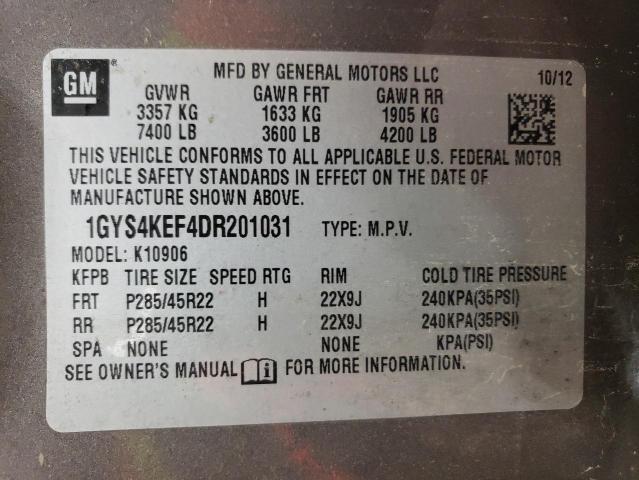 GM
MFD BY GENERAL MOTORS LLC 10/12
GVWR GAWR FRT GAWR RR
3357 KG 1633 KG 1905 KG
7400 LB 3600 LB 4200 LB
THIS VEHICLE CONFORMS TO ALL APPLICABLE U.S. FEDERAL MOTOR
VEHICLE SAFETY STANDARDS IN EFFECT ON THE DATE OF
MANUFACTURE SHOWN ABOVE.
1GYS4KEF4DR201031 TYPE: M.P.V.
MODEL: K10906
KFPB TIRE SIZE SPEED RTG RIM COLD TIRE PRESSURE
FRT P285/45R22 H 22X9J 240KPA(35PSI)
RR P285/45R22 H 22X9J 240KPA(35PSI)
SPA NONE NONE KPA(PSI)
SEE OWNER'S MANUAL FOR MORE INFORMATION.